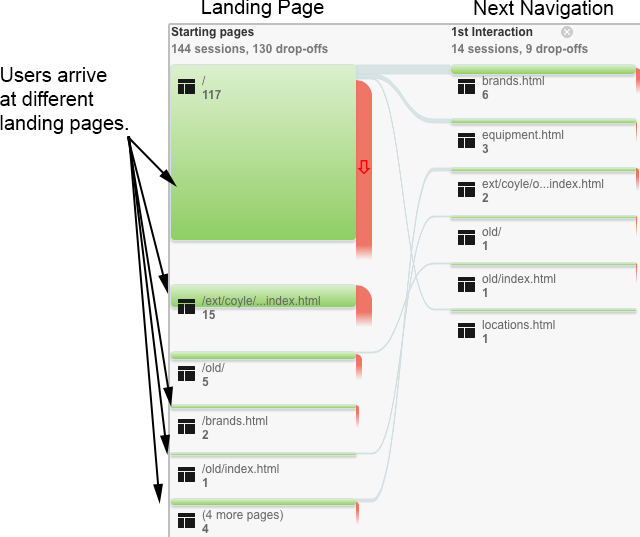 Landing Page
Next Navigation
Starting pages
144 sessions, 130 drop-offs
1st Interaction
14 sessions, 9 drop-offs
Users arrive
at different
landing pages.
/
117
/ext/coyle/...index.html
15
/old/
5
/brands.html
2
/old/index.html
1
(4 more pages)
4
brands.html
6
equipment.html
3
ext/coyle/o...index.html
2
old/
1
old/index.html
1
locations.html
1